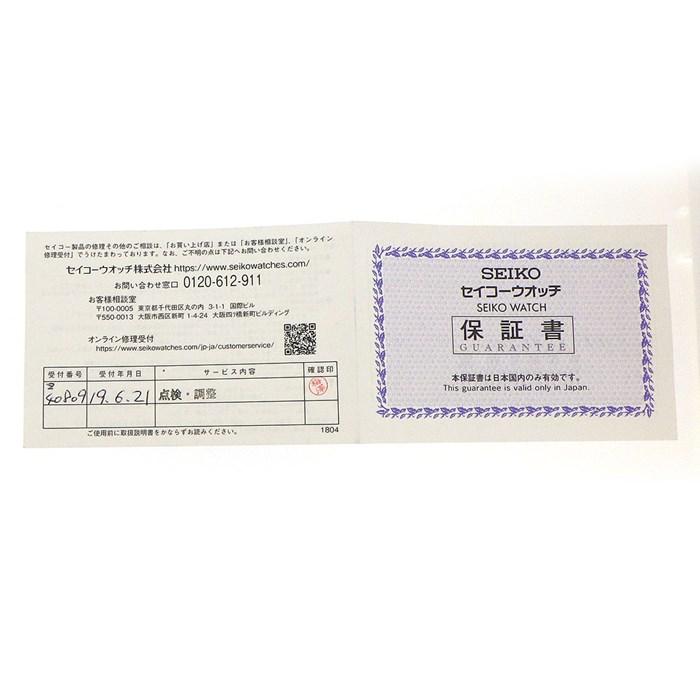 セイコー製品の修理その他のご相談は、「お買い上げ店」または「お客様相談室」、「オンライン
修理受付」でうけたまわっております。なお、ご不明の点は下記へお問い合わせください。
セイコーウオッチ株式会社 https://www.seikowatches.com/
お問い合わせ窓口 0120-612-911
お客様相談室
〒100-0005 東京都千代田区丸の内 3-1-1 国際ビル
〒550-0013 大阪市西区新町 1-4-24 大阪四ツ橋新町ビルディング
オンライン修理受付
https://www.seikowatches.com/jp-ja/customerservice/
受付番号 受付年月日 サービス内容 確認印
40809 19.6.21 点検・調整
ご使用前に取扱説明書をかならずお読みください。 1804
SEIKO
セイコーウオッチ
SEIKO WATCH
保証書
GUARANTEE
本保証書は日本国内のみ有効です。
This guarantee is valid only in Japan.